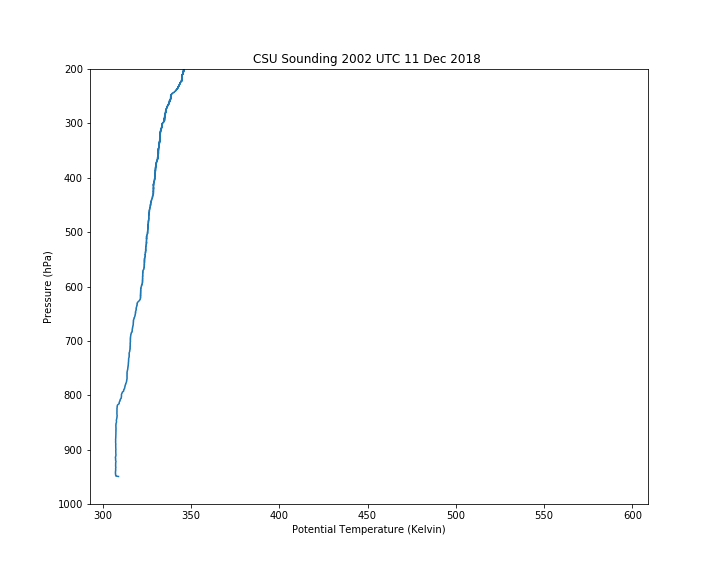 CSU Sounding 2002 UTC 11 Dec 2018
200
300
400
500
600
700
800
900
1000
Pressure (hPa)
300 350 400 450 500 550 600
Potential Temperature (Kelvin)